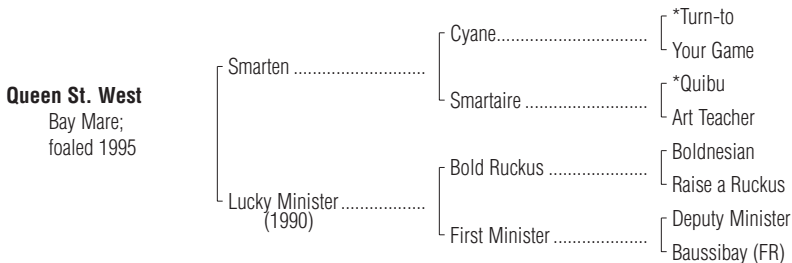 *Turn-to
Cyane................................
Your Game
Smarten ...........................
*Quibu
Smartaire ..........................
Art Teacher
Queen St. West
Bay Mare;
foaled 1995
Boldnesian
Bold Ruckus .....................
Raise a Ruckus
Lucky Minister .................
(1990)
Deputy Minister
First Minister ....................
Baussibay (FR)